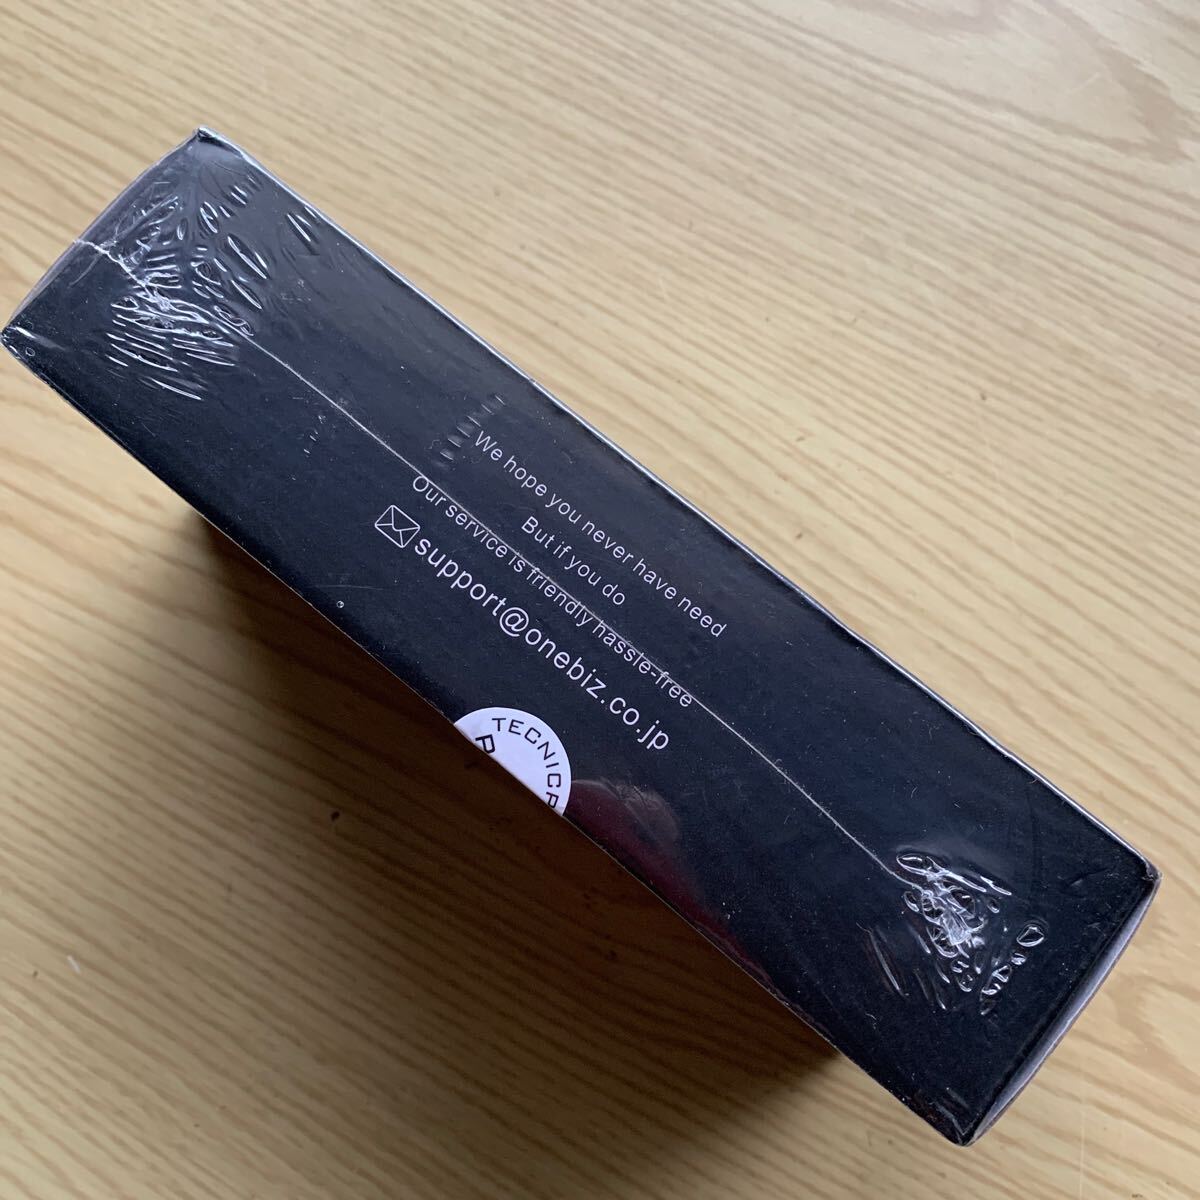 We hope you never have need
But if you do
Our service is friendly hassle-free
support@onebiz.co.jp
TECNICP
P